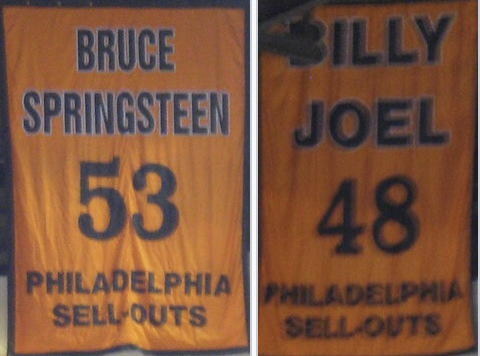 BRUCE
SPRINGSTEEN
53
PHILADELPHIA
SELL-OUTS
BILLY
JOEL
48
PHILADELPHIA
SELL-OUTS